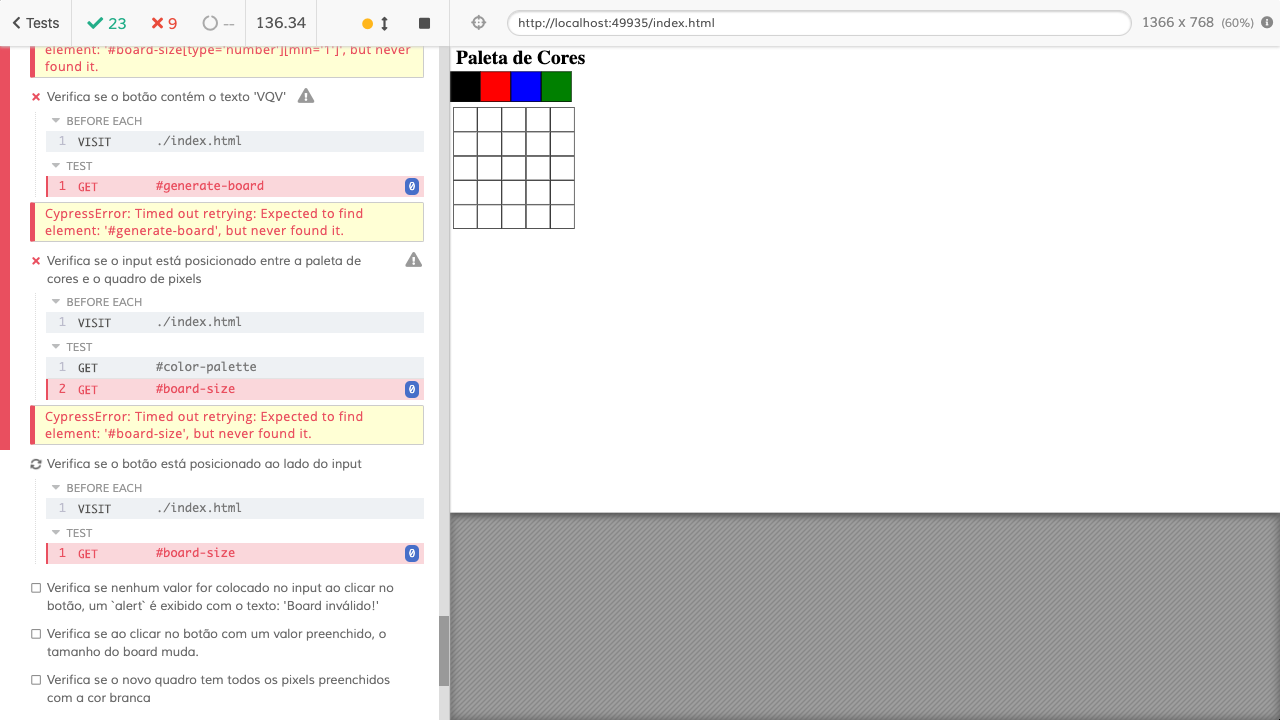 Tests
23
9
--
136.34
http://localhost:49935/index.html
1366 x 768 (60%)
element: '#board-size[type='number'][min='1']', but never
found it.
Verifica se o botão contém o texto 'VQV'
BEFORE EACH
1 VISIT ./index.html
TEST
1 GET #generate-board 0
CypressError: Timed out retrying: Expected to find
element: '#generate-board', but never found it.
Verifica se o input está posicionado entre a paleta de
cores e o quadro de pixels
BEFORE EACH
1 VISIT ./index.html
TEST
1 GET #color-palette
2 GET #board-size 0
CypressError: Timed out retrying: Expected to find
element: '#board-size', but never found it.
Verifica se o botão está posicionado ao lado do input
BEFORE EACH
1 VISIT ./index.html
TEST
1 GET #board-size 0
Verifica se nenhum valor for colocado no input ao clicar no
botão, um `alert` é exibido com o texto: 'Board inválido!'
Verifica se ao clicar no botão com um valor preenchido, o
tamanho do board muda.
Verifica se o novo quadro tem todos os pixels preenchidos
com a cor branca
Paleta de Cores